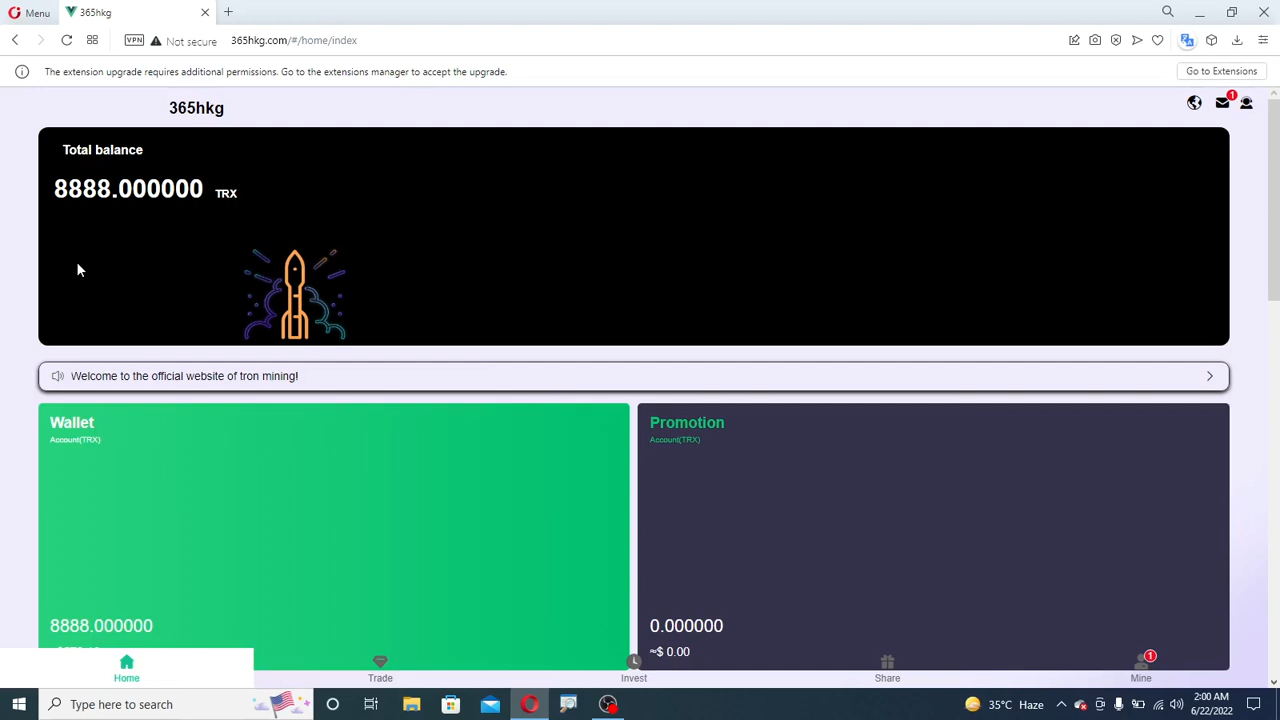 Menu
365hkg
VPN
Not secure
365hkg.com/#/home/index
The extension upgrade requires additional permissions. Go to the extensions manager to accept the upgrade.
Go to Extensions
365hkg
1
Total balance
8888.000000 TRX
Welcome to the official website of tron mining!
Wallet
Account(TRX)
8888.000000
Promotion
Account(TRX)
0.000000
≈$ 0.00
1
Home
Trade
Invest
Share
Mine
Type here to search
35°C Haze
2:00 AM
6/22/2022